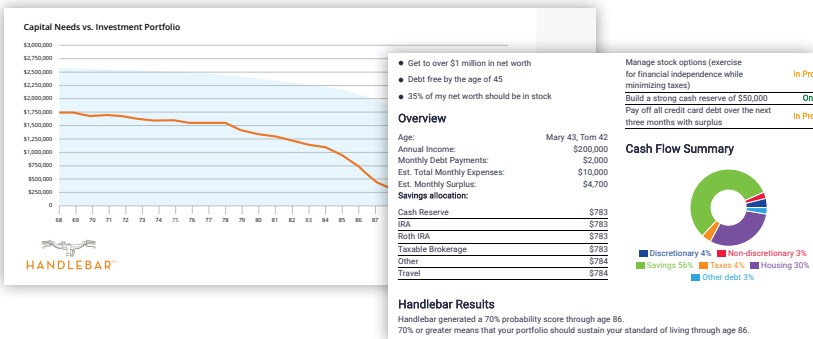 Capital Needs vs. Investment Portfolio
$3,000,000
$2,750,000
$2,500,000
$2,250,000
$2,000,000
$1,750,000
$1,500,000
$1,250,000
$1,000,000
$750,000
$500,000
$250,000
0
68 69 70 71 72 73 74 75 77 78 79 80 81 82 83 84 85 86 87
HANDLEBAR™
Get to over $1 million in net worth
Debt free by the age of 45
35% of my net worth should be in stock
Overview
Age: Mary 43, Tom 42
Annual Income: $200,000
Monthly Debt Payments: $2,000
Est. Total Monthly Expenses: $10,000
Est. Monthly Surplus: $4,700
Savings allocation:
Cash Reserve $783
IRA $783
Roth IRA $783
Taxable Brokerage $783
Other $784
Travel $784
Handlebar Results
Handlebar generated a 70% probability score through age 86.
70% or greater means that your portfolio should sustain your standard of living through age 86.
Manage stock options (exercise
for financial independence while In Pro
minimizing taxes)
Build a strong cash reserve of $50,000 On
Pay off all credit card debt over the next In Pro
three months with surplus
Cash Flow Summary
Discretionary 4% Non-discretionary 3%
Savings 56% Taxes 4% Housing 30%
Other debt 3%